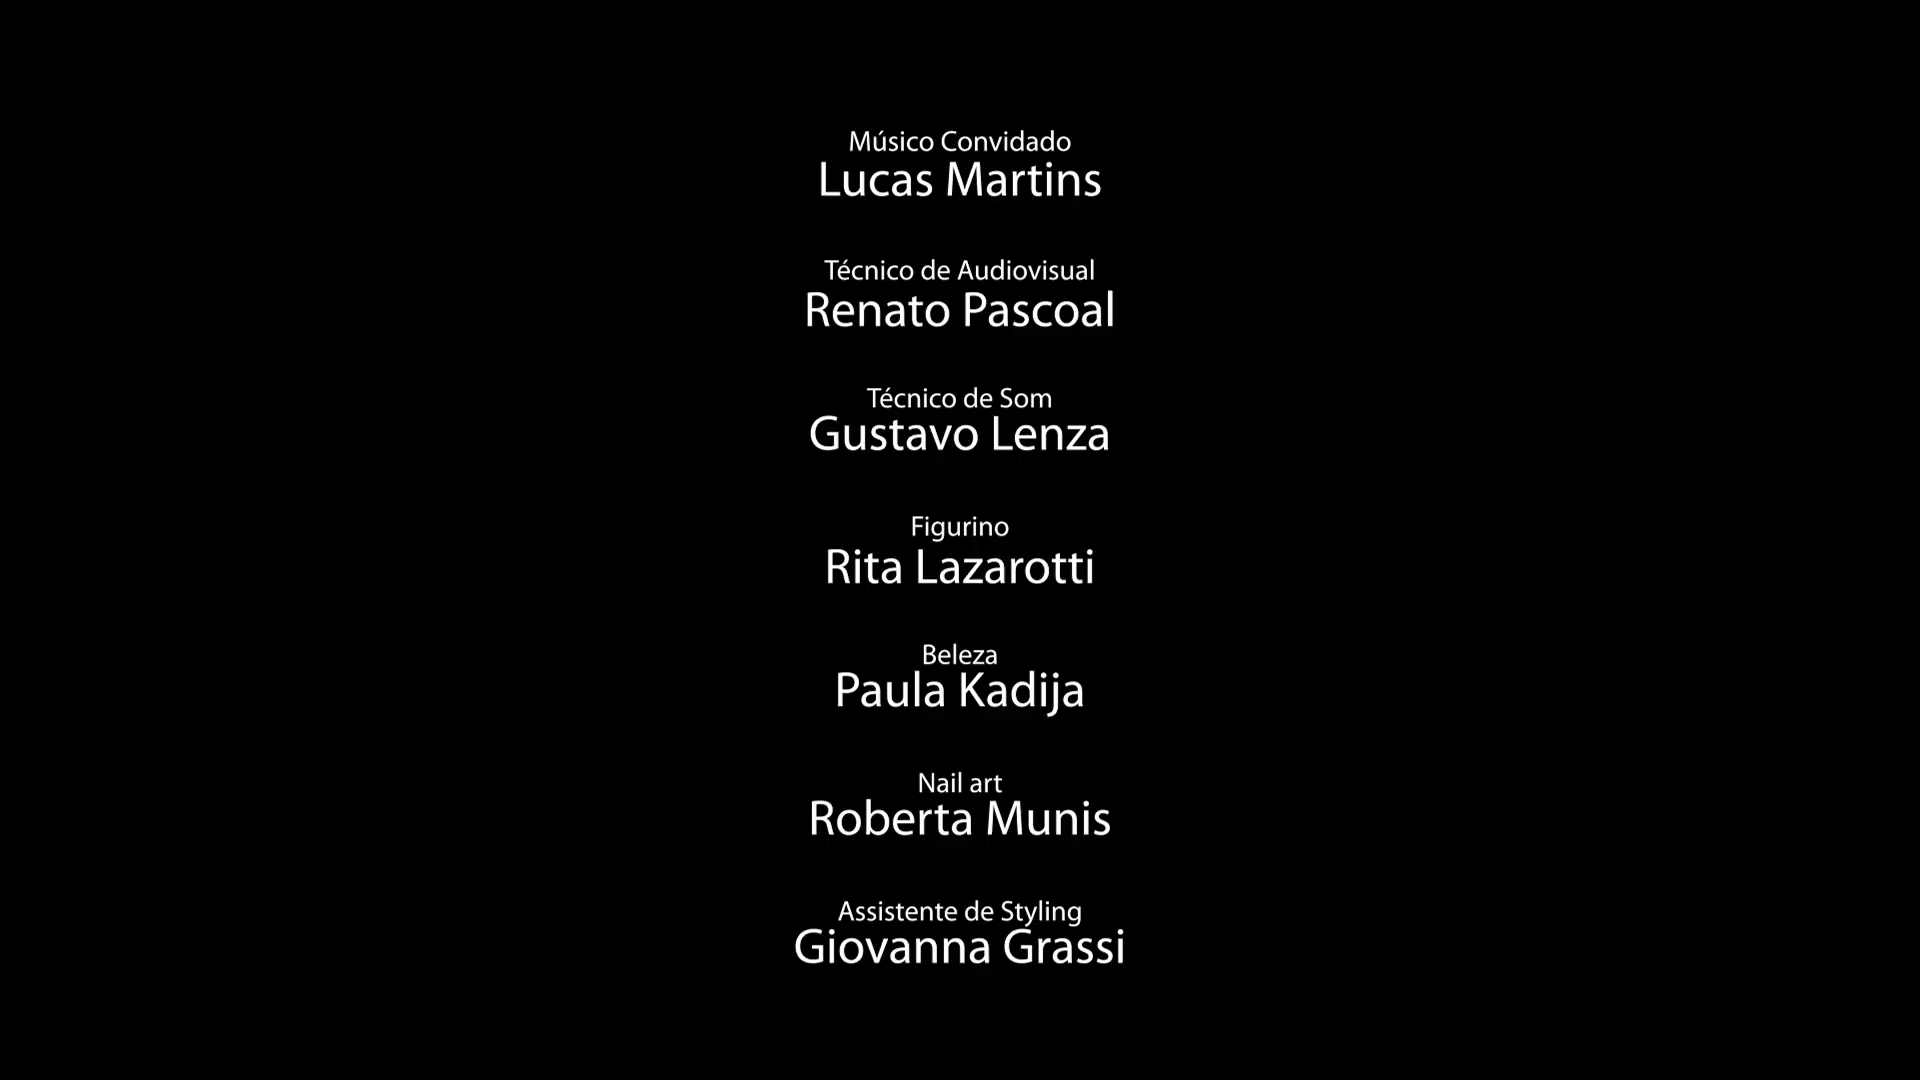 Músico Convidado
Lucas Martins
Técnico de Audiovisual
Renato Pascoal
Técnico de Som
Gustavo Lenza
Figurino
Rita Lazarotti
Beleza
Paula Kadija
Nail art
Roberta Munis
Assistente de Styling
Giovanna Grassi